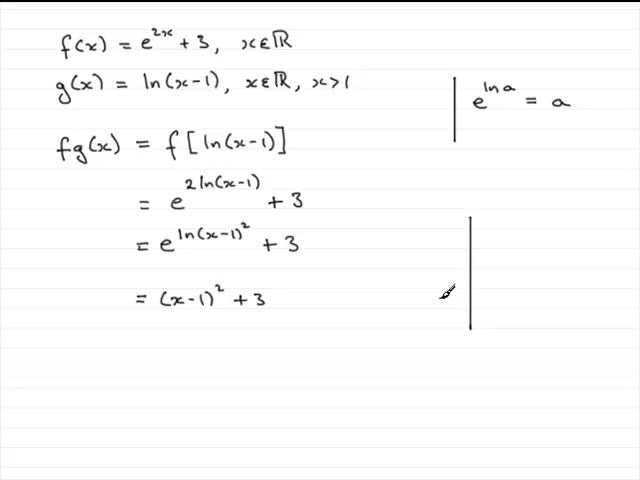 f(x) = e^{2x} + 3, x∈ℝ
g(x) = ln(x-1), x∈ℝ, x>1
e^{ln a} = a
fg(x) = f[ln(x-1)]
= e^{2ln(x-1)} + 3
= e^{ln(x-1)^2} + 3
= (x-1)^2 + 3